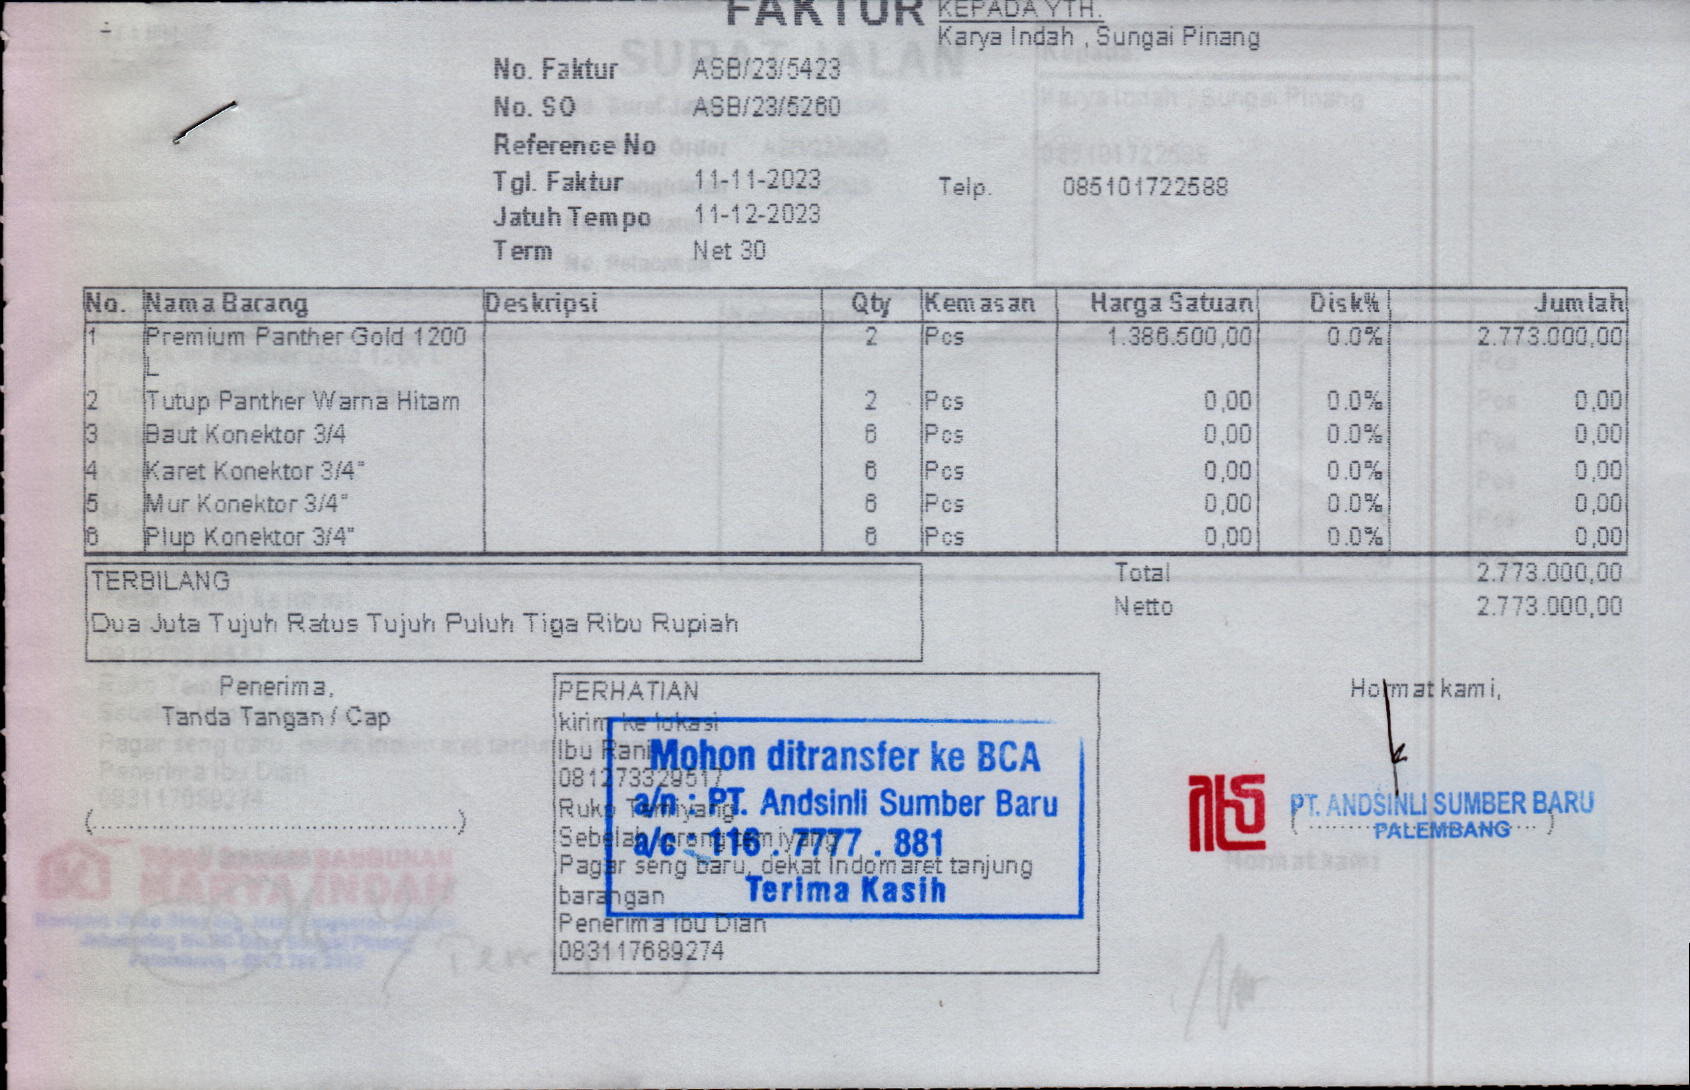 FAKTUR
KEPADA YTH.
Karya Indah , Sungai Pinang
No. Faktur ASB/23/5423
No. SO ASB/23/5260
Reference No
Tgl. Faktur 11-11-2023
Telp. 085101722588
Jatuh Tempo 11-12-2023
Term Net 30
No. Nama Barang Deskripsi Qty Kemasan Harga Satuan Disk% Jumlah
1 Premium Panther Gold 1200 2 Pcs 1.386.500,00 0.0% 2.773.000,00
L
2 Tutup Panther Warna Hitam 2 Pcs 0,00 0.0% 0,00
3 Baut Konektor 3/4 6 Pcs 0,00 0.0% 0,00
4 Karet Konektor 3/4" 6 Pcs 0,00 0.0% 0,00
5 Mur Konektor 3/4" 6 Pcs 0,00 0.0% 0,00
6 Plup Konektor 3/4" 6 Pcs 0,00 0.0% 0,00
TERBILANG
Dua Juta Tujuh Ratus Tujuh Puluh Tiga Ribu Rupiah
Total 2.773.000,00
Netto 2.773.000,00
Penerima,
Tanda Tangan / Cap
(....................................................)
PERHATIAN
kirim ke lokasi
Ibu Rani
081273329517
Ruko
Sebelah
Pagar seng baru, dekat Indomaret tanjung
barangan
Penerima Ibu Dian
083117689274
Mohon ditransfer ke BCA
a/n : PT. Andsinli Sumber Baru
a/c : 116 . 7777 . 881
Terima Kasih
Hormat kami,
PT. ANDSINLI SUMBER BARU
PALEMBANG
SURAT JALAN
KARYA INDAH